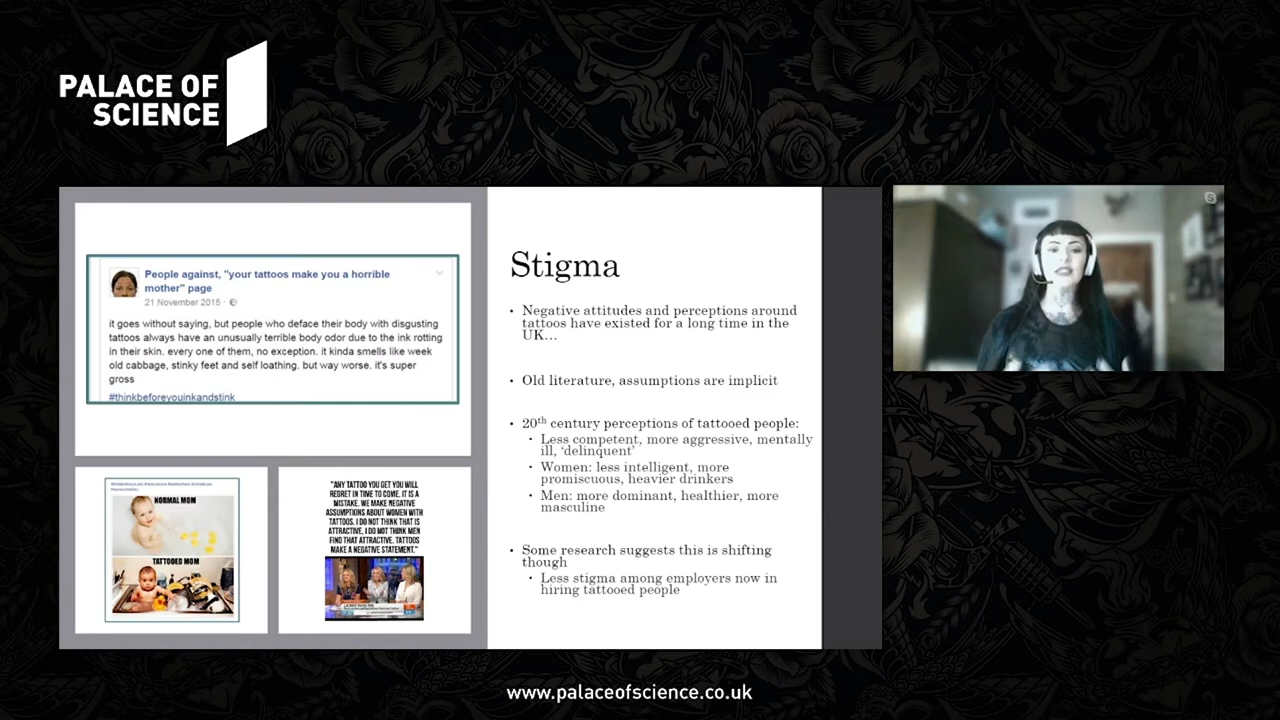 PALACE OF
SCIENCE
People against, "your tattoos make you a horrible
mother" page
21 November 2015
it goes without saying, but people who deface their body with disgusting
tattoos always have an unusually terrible body odor due to the ink rotting
in their skin. every one of them, no exception. it kinda smells like week
old cabbage, stinky feet and self loathing. but way worse. it's super
gross
#thinkbeforeyouinkandstink
NORMAL MOM
TATTOOED MOM
"ANY TATTOO YOU GET YOU WILL
REGRET IN TIME TO COME. IT IS A
MISTAKE. WE MAKE NEGATIVE
ASSUMPTIONS ABOUT WOMEN WITH
TATTOOS. I DO NOT THINK THAT IS
ATTRACTIVE, I DO NOT THINK MEN
FIND THAT ATTRACTIVE. TATTOOS
MAKE A NEGATIVE STATEMENT."
Stigma
• Negative attitudes and perceptions around
tattoos have existed for a long time in the
UK…
• Old literature, assumptions are implicit
• 20th century perceptions of tattooed people:
• Less competent, more aggressive, mentally
ill, 'delinquent'
• Women: less intelligent, more
promiscuous, heavier drinkers
• Men: more dominant, healthier, more
masculine
• Some research suggests this is shifting
though
• Less stigma among employers now in
hiring tattooed people
www.palaceofscience.co.uk